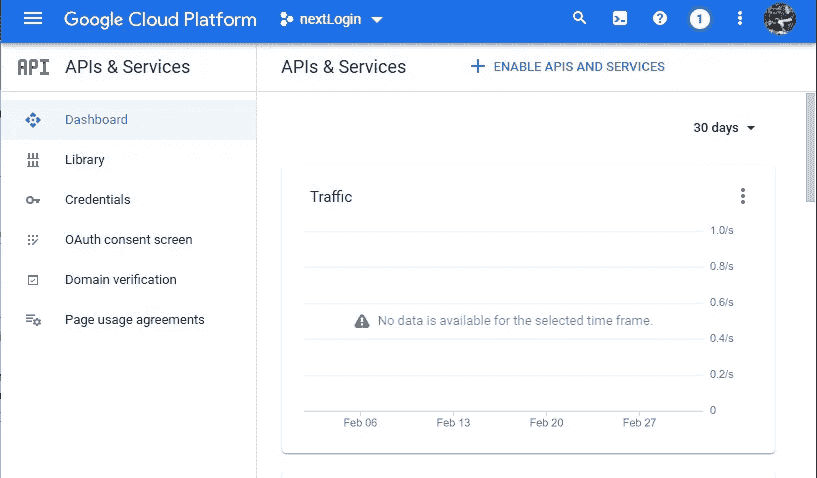 Google Cloud Platform
nextLogin
1
API
APIs & Services
Dashboard
Library
Credentials
OAuth consent screen
Domain verification
Page usage agreements
APIs & Services
ENABLE APIS AND SERVICES
30 days
Traffic
1.0/s
0.8/s
0.6/s
No data is available for the selected time frame.
0.4/s
0.2/s
0
Feb 06 Feb 13 Feb 20 Feb 27